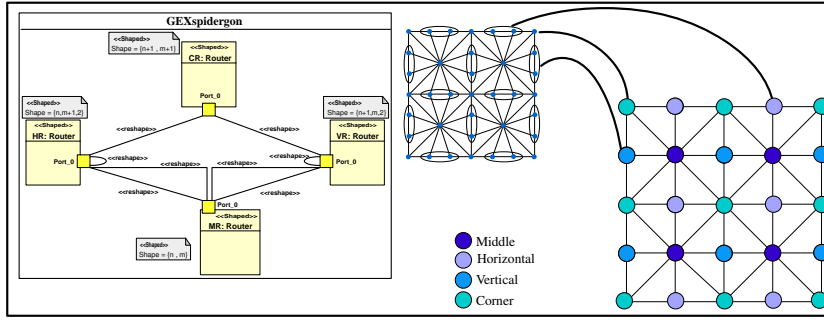 GEXspidergon
<<Shaped>>
Shape = {n+1 , m+1}
<<Shaped>>
CR: Router
Port_0
<<Shaped>>
Shape = {n,m+1,2}
<<Shaped>>
HR: Router
Port_0
<<Shaped>>
Shape = {n+1,m,2}
<<Shaped>>
VR: Router
Port_0
<<reshape>>
<<reshape>>
<<reshape>>
<<reshape>>
<<reshape>>
<<reshape>>
<<reshape>>
<<reshape>>
Port_0
<<Shaped>>
MR: Router
<<Shaped>>
Shape = {n , m}
Middle
Horizontal
Vertical
Corner